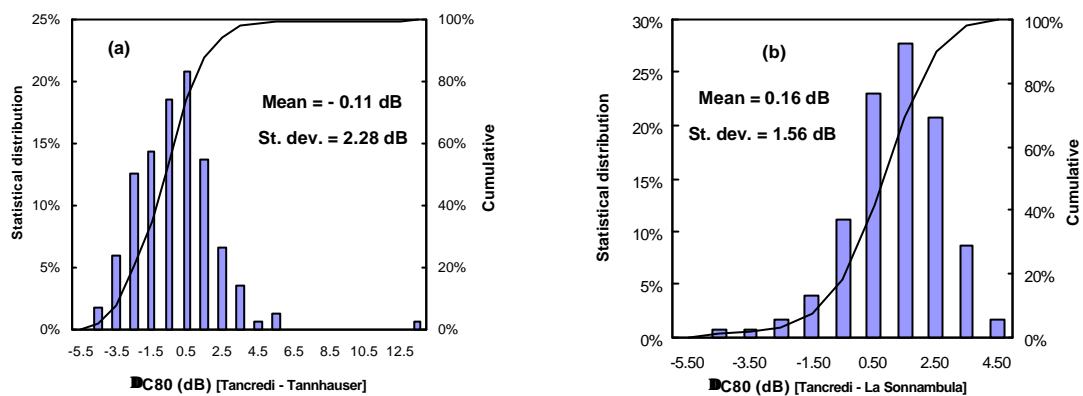 25%
20%
15%
10%
5%
0%
Statistical distribution
(a)
Mean = - 0.11 dB
St. dev. = 2.28 dB
100%
80%
60%
40%
20%
0%
Cumulative
-5.5 -3.5 -1.5 0.5 2.5 4.5 6.5 8.5 10.5 12.5
C80 (dB) [Tancredi - Tannhauser]
30%
25%
20%
15%
10%
5%
0%
Statistical distribution
(b)
Mean = 0.16 dB
St. dev. = 1.56 dB
100%
80%
60%
40%
20%
0%
Cumulative
-5.50 -3.50 -1.50 0.50 2.50 4.50
C80 (dB) [Tancredi - La Sonnambula]